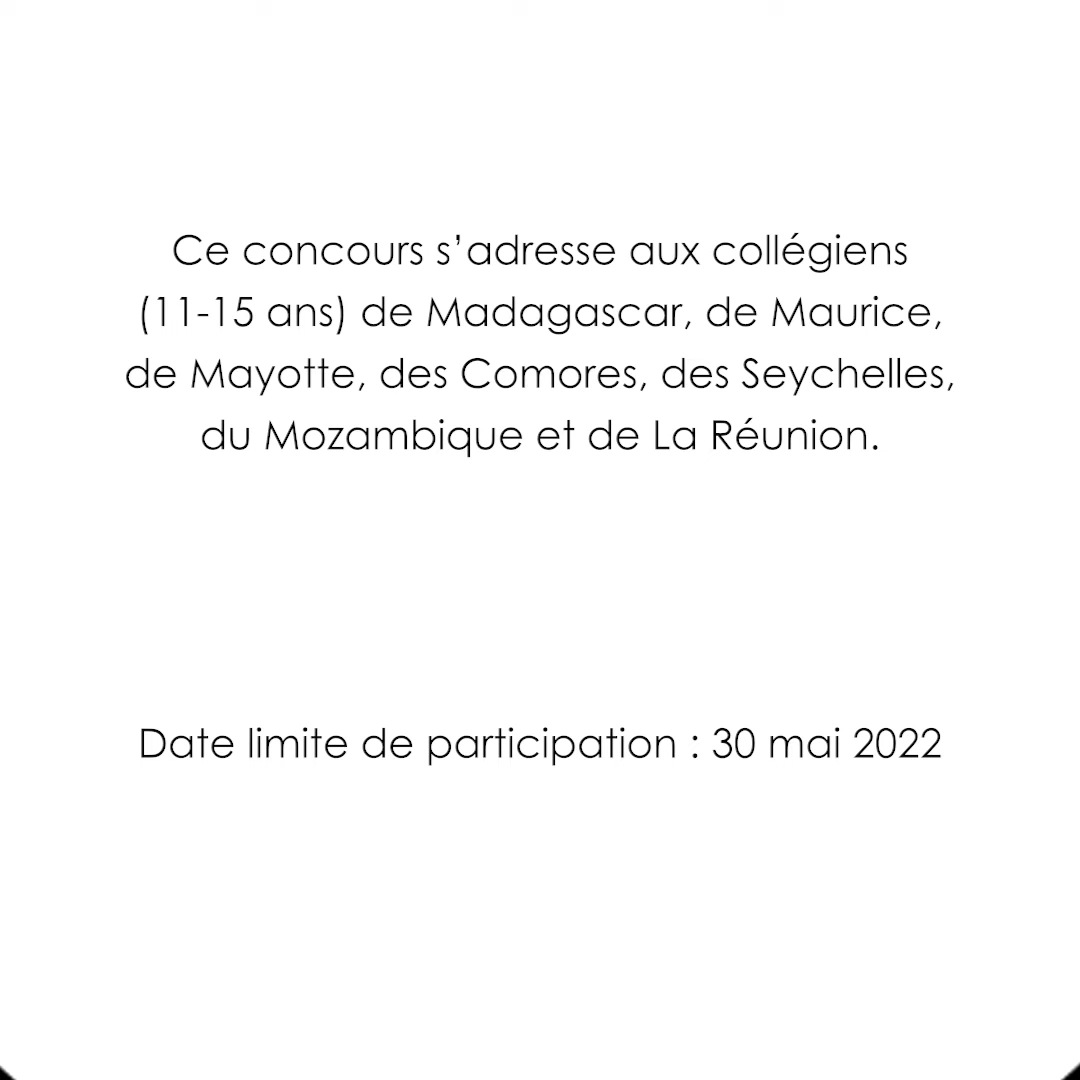 Ce concours s’adresse aux collégiens
(11-15 ans) de Madagascar, de Maurice,
de Mayotte, des Comores, des Seychelles,
du Mozambique et de La Réunion.
Date limite de participation : 30 mai 2022